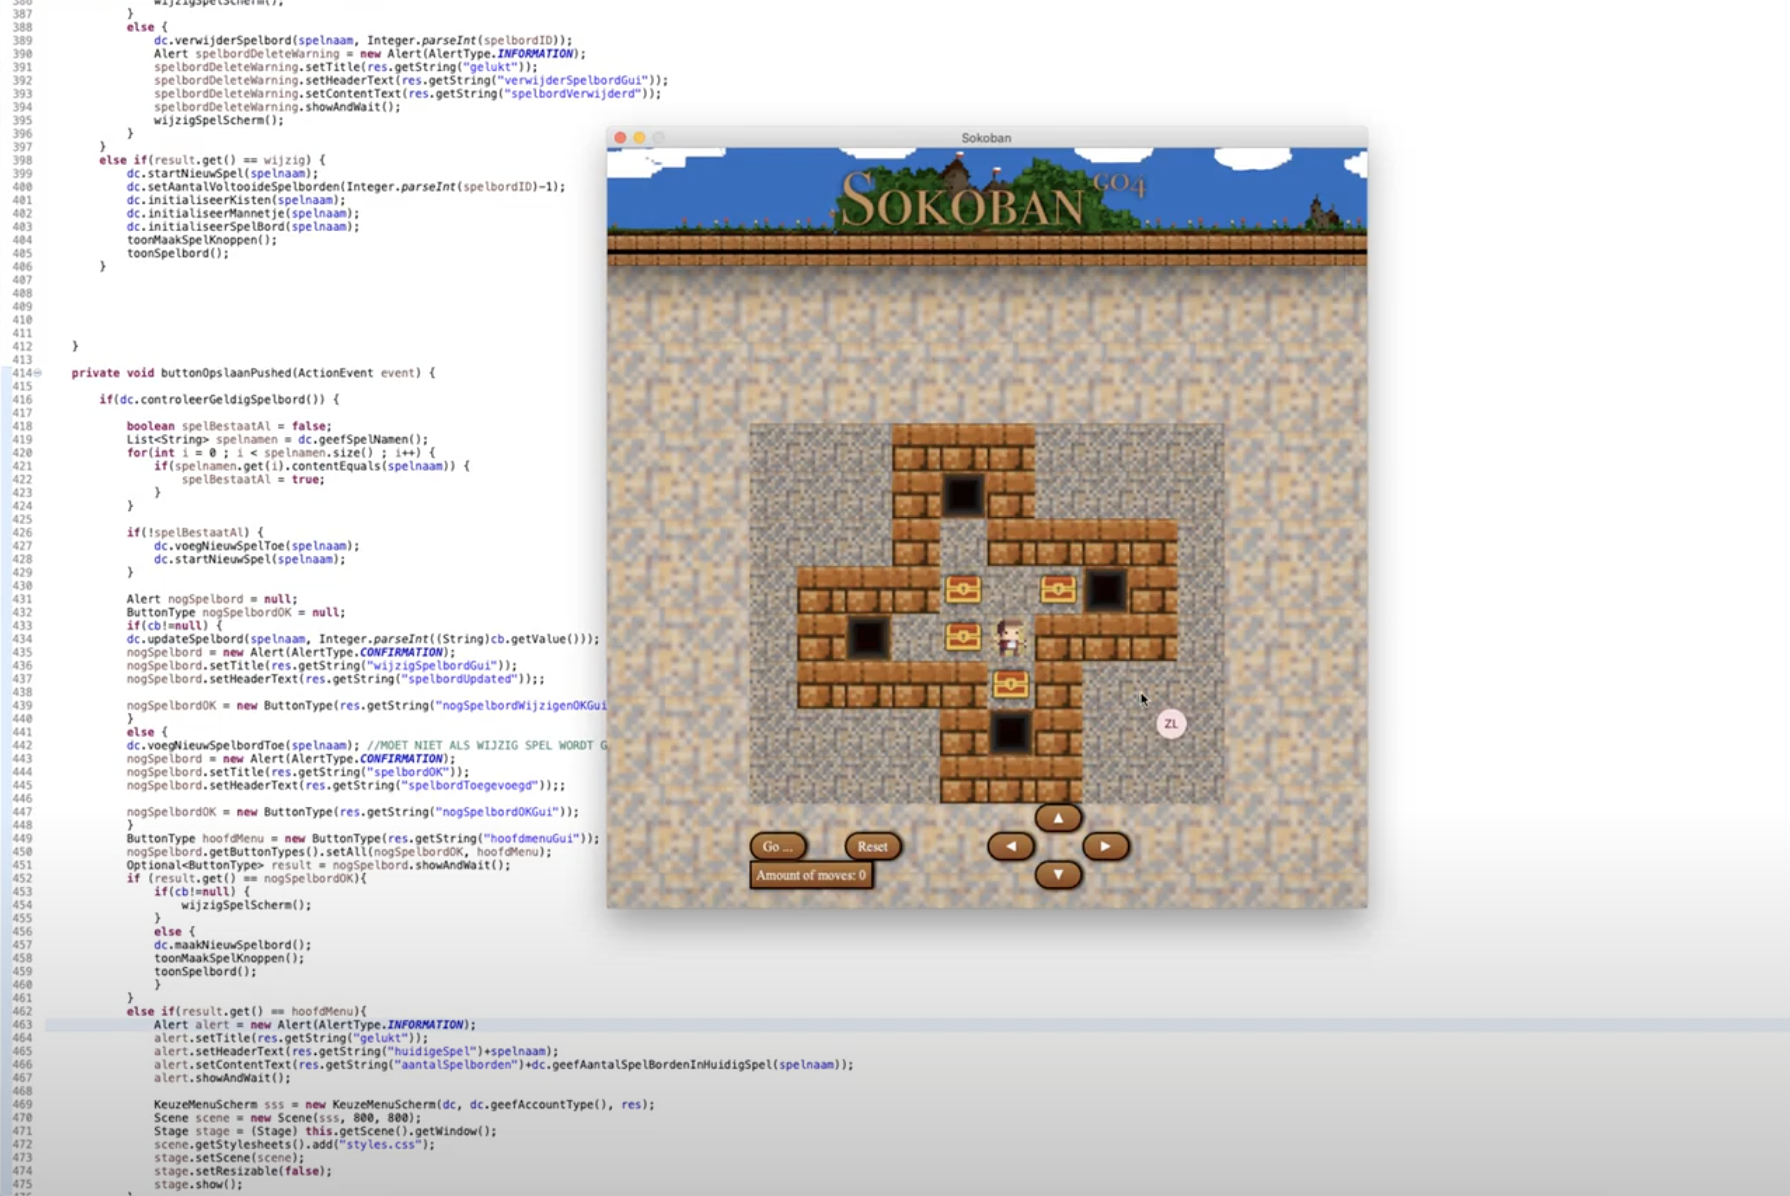 386 wijzigSpelScherm();
387 }
388 else {
389 dc.verwijderSpelbord(spelnaam, Integer.parseInt(spelbordID));
390 Alert spelbordDeleteWarning = new Alert(AlertType.INFORMATION);
391 spelbordDeleteWarning.setTitle(res.getString("gelukt"));
392 spelbordDeleteWarning.setHeaderText(res.getString("verwijderSpelbordGui"));
393 spelbordDeleteWarning.setContentText(res.getString("spelbordVerwijderd"));
394 spelbordDeleteWarning.showAndWait();
395 wijzigSpelScherm();
396 }
397 }
398 else if(result.get() == wijzig) {
399 dc.startNieuwSpel(spelnaam);
400 dc.setAantalVoltooideSpelborden(Integer.parseInt(spelbordID)-1);
401 dc.initialiseerKisten(spelnaam);
402 dc.initialiseerMannetje(spelnaam);
403 dc.initialiseerSpelBord(spelnaam);
404 toonMaakSpelKnoppen();
405 toonSpelbord();
406 }
407
408
409
410
411
412 }
413
414 private void buttonOpslaanPushed(ActionEvent event) {
415
416 if(dc.controleerGeldigSpelbord()) {
417
418 boolean spelBestaatAl = false;
419 List<String> spelnamen = dc.geefSpelNamen();
420 for(int i = 0 ; i < spelnamen.size() ; i++) {
421 if(spelnamen.get(i).contentEquals(spelnaam)) {
422 spelBestaatAl = true;
423 }
424 }
425
426 if(!spelBestaatAl) {
427 dc.voegNieuwSpelToe(spelnaam);
428 dc.startNieuwSpel(spelnaam);
429 }
430
431 Alert nogSpelbord = null;
432 ButtonType nogSpelbordOK = null;
433 if(cb!=null) {
434 dc.updateSpelbord(spelnaam, Integer.parseInt((String)cb.getValue()));
435 nogSpelbord = new Alert(AlertType.CONFIRMATION);
436 nogSpelbord.setTitle(res.getString("wijzigSpelbordGui"));
437 nogSpelbord.setHeaderText(res.getString("spelbordUpdated"));;
438
439 nogSpelbordOK = new ButtonType(res.getString("nogSpelbordWijzigenOKGui
440 }
441 else {
442 dc.voegNieuwSpelbordToe(spelnaam); //MOET NIET ALS WIJZIG SPEL WORDT G
443 nogSpelbord = new Alert(AlertType.CONFIRMATION);
444 nogSpelbord.setTitle(res.getString("spelbordOK"));
445 nogSpelbord.setHeaderText(res.getString("spelbordToegevoegd"));;
446
447 nogSpelbordOK = new ButtonType(res.getString("nogSpelbordOKGui"));
448 }
449 ButtonType hoofdMenu = new ButtonType(res.getString("hoofdmenuGui"));
450 nogSpelbord.getButtonTypes().setAll(nogSpelbordOK, hoofdMenu);
451 Optional<ButtonType> result = nogSpelbord.showAndWait();
452 if (result.get() == nogSpelbordOK){
453 if(cb!=null) {
454 wijzigSpelScherm();
455 }
456 else {
457 dc.maakNieuwSpelbord();
458 toonMaakSpelKnoppen();
459 toonSpelbord();
460 }
461 }
462 else if(result.get() == hoofdMenu){
463 Alert alert = new Alert(AlertType.INFORMATION);
464 alert.setTitle(res.getString("gelukt"));
465 alert.setHeaderText(res.getString("huidigeSpel")+spelnaam);
466 alert.setContentText(res.getString("aantalSpelborden")+dc.geefAantalSpelBordenInHuidigSpel(spelnaam));
467 alert.showAndWait();
468
469 KeuzeMenuScherm sss = new KeuzeMenuScherm(dc, dc.geefAccountType(), res);
470 Scene scene = new Scene(sss, 800, 800);
471 Stage stage = (Stage) this.getScene().getWindow();
472 scene.getStylesheets().add("styles.css");
473 stage.setScene(scene);
474 stage.setResizable(false);
475 stage.show();
Sokoban
SOKOBAN GO4
ZL
Go ...
Reset
Amount of moves: 0